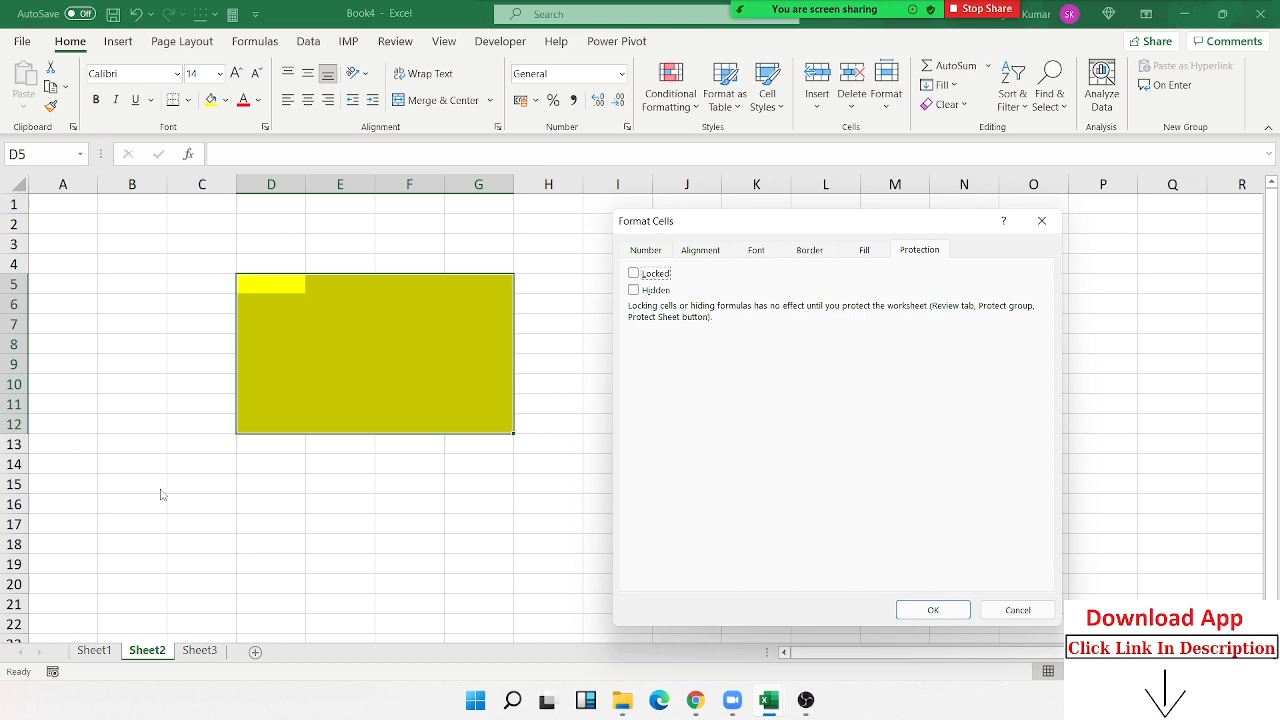 AutoSave Off Book4 - Excel Search You are screen sharing Stop Share Kumar SK
File Home Insert Page Layout Formulas Data IMP Review View Developer Help Power Pivot Share Comments
Paste Calibri 14 Wrap Text General Conditional Formatting Format as Table Cell Styles Insert Delete Format AutoSum Fill Clear Sort & Filter Find & Select Analyze Data Paste as Hyperlink On Enter
B I U A Merge & Center
Clipboard Font Alignment Number Styles Cells Editing Analysis New Group
D5 fx
A B C D E F G H I J K L M N O P Q R
1
2
3
4
5
6
7
8
9
10
11
12
13
14
15
16
17
18
19
20
21
22
Format Cells ?
Number Alignment Font Border Fill Protection
Locked
Hidden
Locking cells or hiding formulas has no effect until you protect the worksheet (Review tab, Protect group,
Protect Sheet button).
OK Cancel
Download App
Click Link In Description
Sheet1 Sheet2 Sheet3
Ready